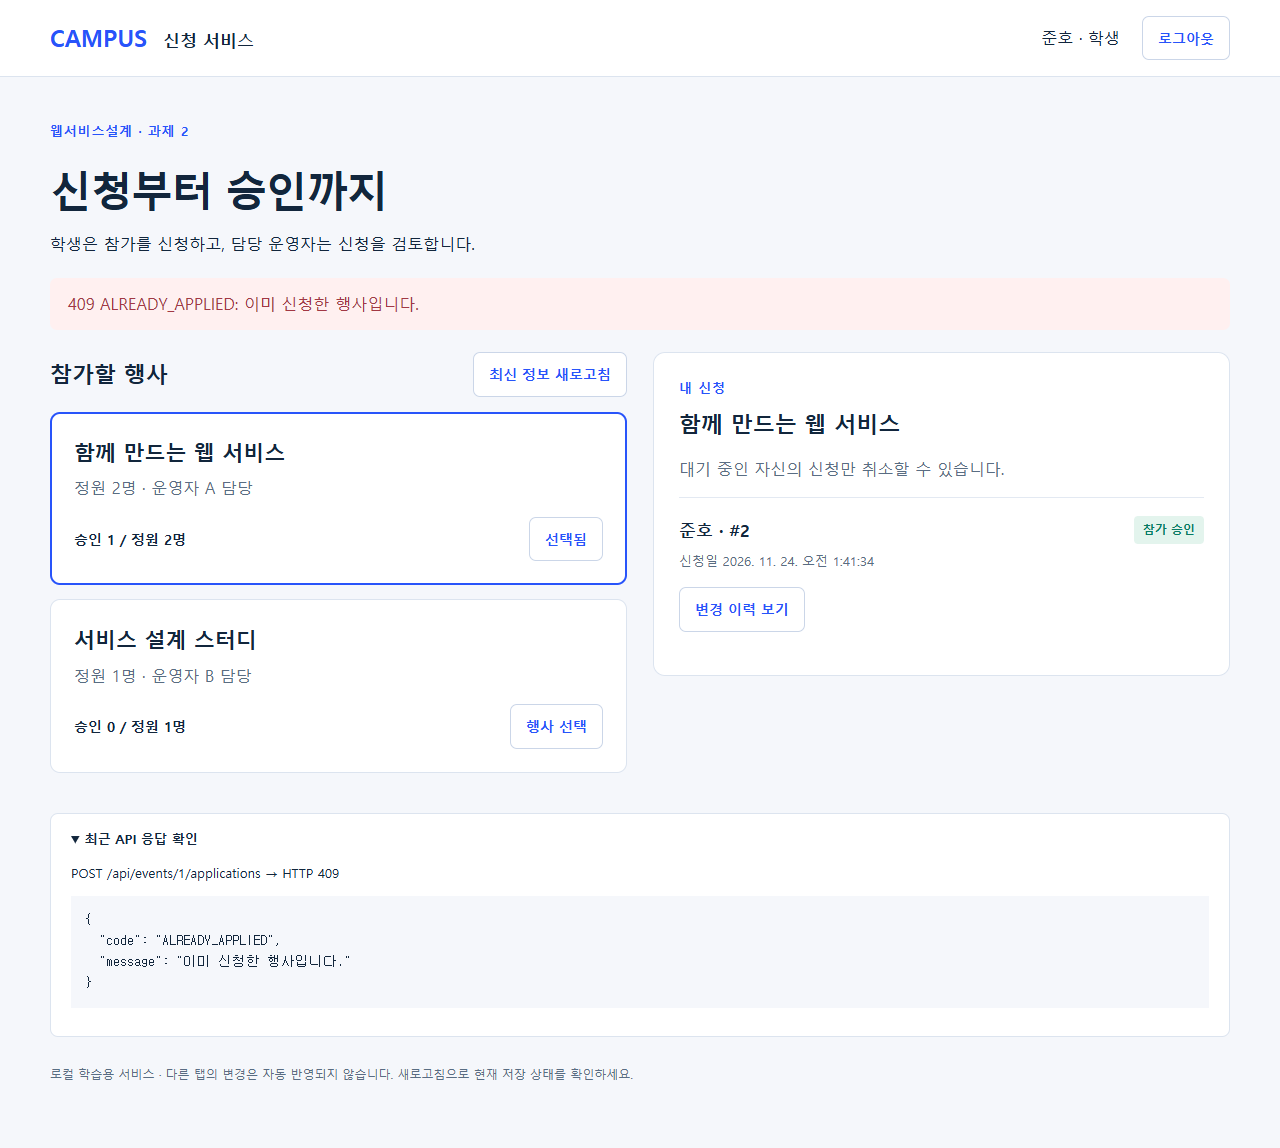 CAMPUS 신청 서비스
준호 · 학생
로그아웃
웹서비스설계 · 과제 2
신청부터 승인까지
학생은 참가를 신청하고, 담당 운영자는 신청을 검토합니다.
409 ALREADY_APPLIED: 이미 신청한 행사입니다.
참가할 행사
최신 정보 새로고침
함께 만드는 웹 서비스
정원 2명 · 운영자 A 담당
승인 1 / 정원 2명
선택됨
서비스 설계 스터디
정원 1명 · 운영자 B 담당
승인 0 / 정원 1명
행사 선택
내 신청
함께 만드는 웹 서비스
대기 중인 자신의 신청만 취소할 수 있습니다.
준호 · #2
참가 승인
신청일 2026. 11. 24. 오전 1:41:34
변경 이력 보기
▼ 최근 API 응답 확인
POST /api/events/1/applications → HTTP 409
{
"code": "ALREADY_APPLIED",
"message": "이미 신청한 행사입니다."
}
로컬 학습용 서비스 · 다른 탭의 변경은 자동 반영되지 않습니다. 새로고침으로 현재 저장 상태를 확인하세요.